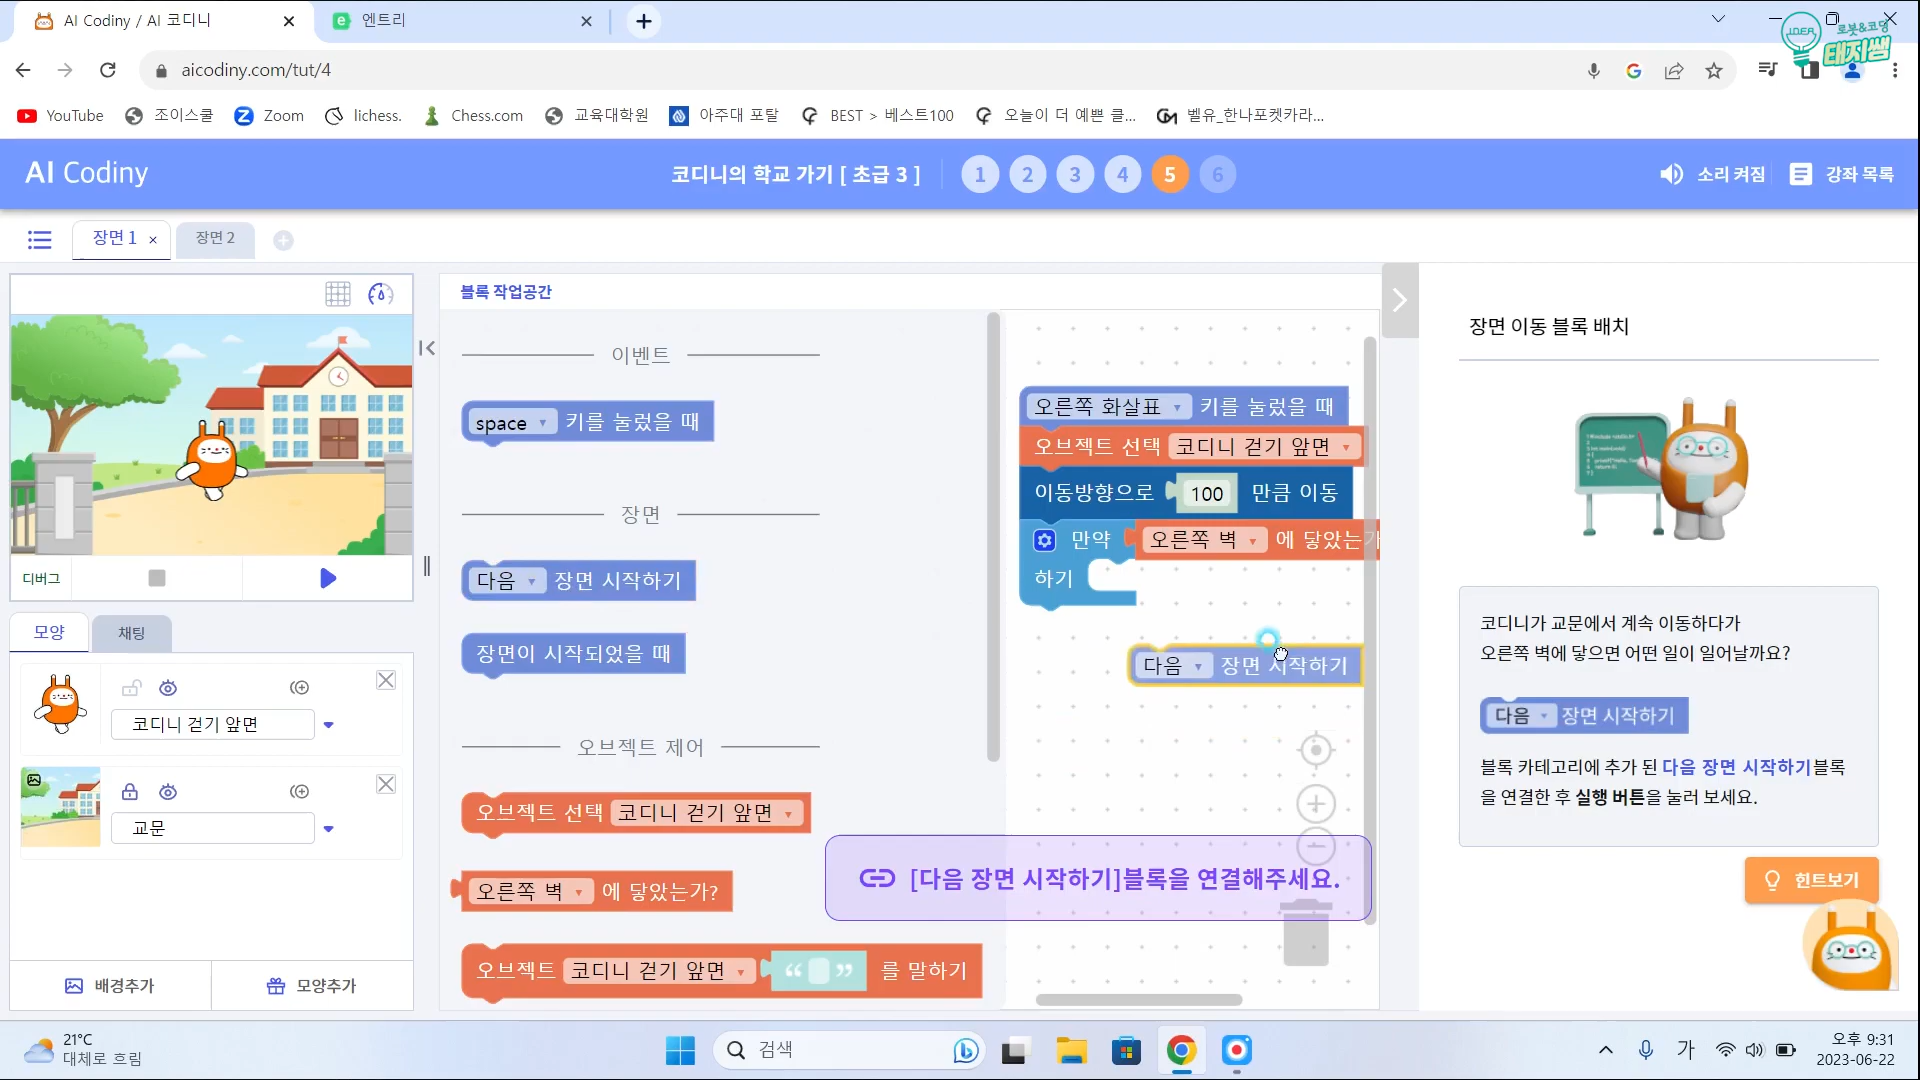 AI Codiny / AI 코디니
엔트리
로봇&코딩
태지쌤
aicodiny.com/tut/4
YouTube
조이스쿨
Zoom
lichess.
Chess.com
교육대학원
아주대 포탈
BEST > 베스트100
오늘이 더 예쁜 클...
벨유_한나포켓카라...
AI Codiny
코디니의 학교 가기 [ 초급 3 ]
1 2 3 4 5 6
소리 켜짐
강좌 목록
장면 1
장면 2
디버그
모양
채팅
코디니 걷기 앞면
교문
배경추가
모양추가
블록 작업공간
이벤트
space 키를 눌렀을 때
장면
다음 장면 시작하기
장면이 시작되었을 때
오브젝트 제어
오브젝트 선택 코디니 걷기 앞면
오른쪽 벽 에 닿았는가?
오브젝트 코디니 걷기 앞면 “ ” 를 말하기
오른쪽 화살표 키를 눌렀을 때
오브젝트 선택 코디니 걷기 앞면
이동방향으로 100 만큼 이동
만약 오른쪽 벽 에 닿았는가
하기
다음 장면 시작하기
[다음 장면 시작하기]블록을 연결해주세요.
장면 이동 블록 배치
코디니가 교문에서 계속 이동하다가
오른쪽 벽에 닿으면 어떤 일이 일어날까요?
다음 장면 시작하기
블록 카테고리에 추가 된 다음 장면 시작하기블록
을 연결한 후 실행 버튼을 눌러 보세요.
힌트보기
21°C
대체로 흐림
검색
가
오후 9:31
2023-06-22